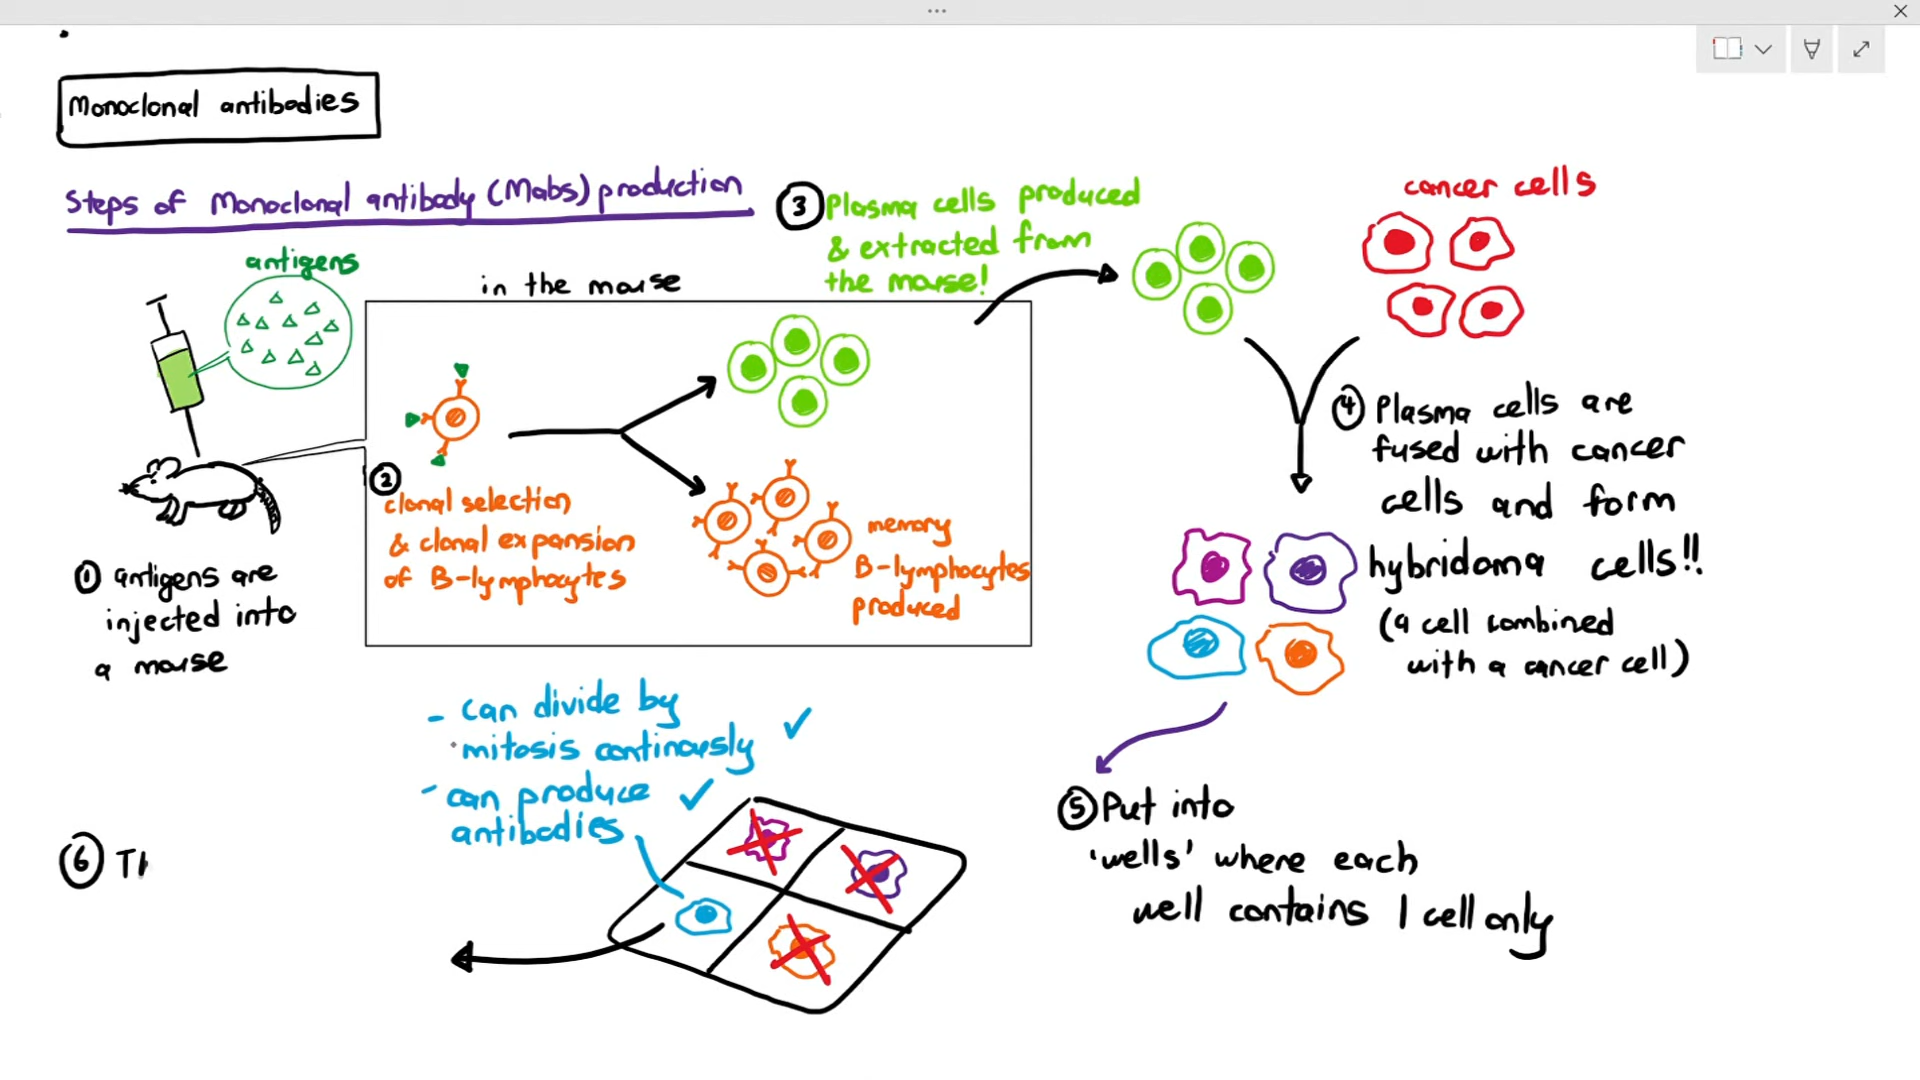 Monoclonal antibodies
Steps of Monoclonal antibody (Mabs) production
antigens
① antigens are
injected into
a mouse
in the mouse
② clonal selection
& clonal expansion
of B-lymphocytes
memory
B-lymphocytes
produced
③ Plasma cells produced
& extracted from
the mouse!
cancer cells
④ Plasma cells are
fused with cancer
cells and form
hybridoma cells!!
(a cell combined
with a cancer cell)
⑤ Put into
'wells' where each
well contains 1 cell only
- can divide by
mitosis continously ✓
- can produce ✓
antibodies
⑥ Th